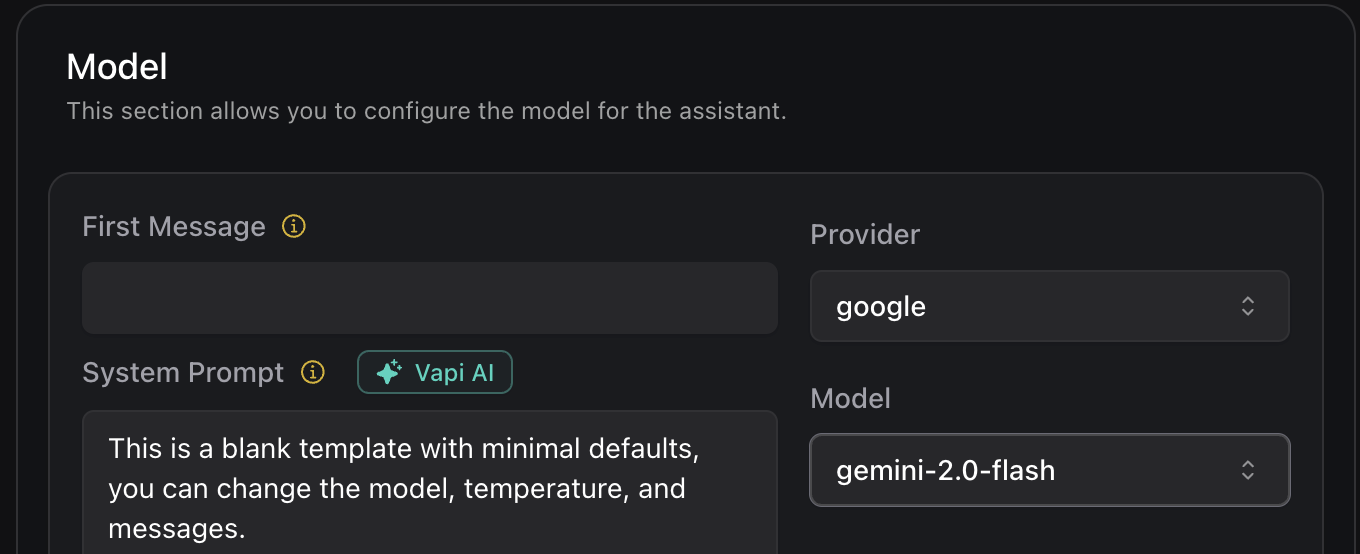 Model
This section allows you to configure the model for the assistant.
First Message
System Prompt
Vapi AI
This is a blank template with minimal defaults,
you can change the model, temperature, and
messages.
Provider
google
Model
gemini-2.0-flash